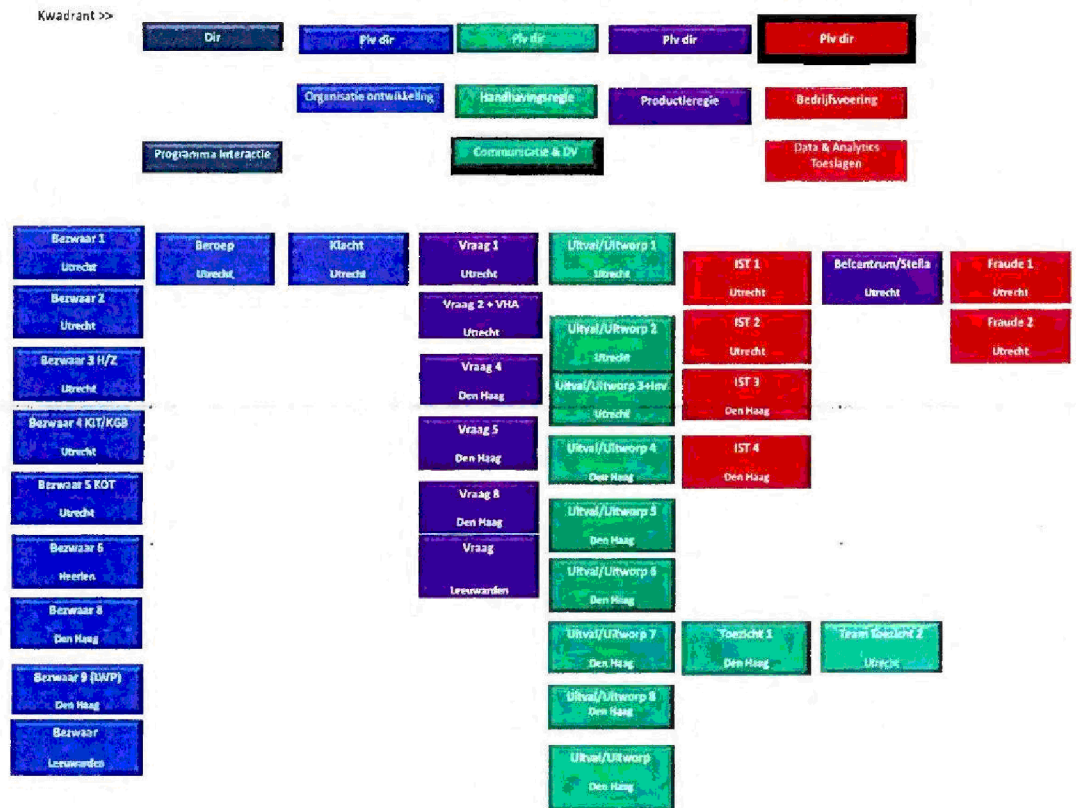 Kwadrant >>
Dir
Plv dir
Plv dir
Plv dir
Plv dir
Organisatie ontwikkeling
Handhavingsregie
Productieregie
Bedrijfsvoering
Programma Interactie
Communicatie & DV
Data & Analytics
Toeslagen
Bezwaar 1
Utrecht
Beroep
Utrecht
Klacht
Utrecht
Vraag 1
Utrecht
Uitval/Uitworp 1
Utrecht
IST 1
Utrecht
Belcentrum/Stella
Utrecht
Fraude 1
Utrecht
Bezwaar 2
Utrecht
Vraag 2 + VHA
Utrecht
Uitval/Uitworp 2
Utrecht
IST 2
Utrecht
Fraude 2
Utrecht
Bezwaar 3 H/Z
Utrecht
Vraag 4
Den Haag
Uitval/Uitworp 3+Inv
Utrecht
IST 3
Den Haag
Bezwaar 4 KIT/KGB
Utrecht
Vraag 5
Den Haag
Uitval/Uitworp 4
Den Haag
IST 4
Den Haag
Bezwaar 5 KOT
Utrecht
Vraag 8
Den Haag
Uitval/Uitworp 5
Den Haag
Bezwaar 6
Heerlen
Vraag
Leeuwarden
Uitval/Uitworp 6
Den Haag
Bezwaar 8
Den Haag
Uitval/Uitworp 7
Den Haag
Toezicht 1
Den Haag
Team Toezicht 2
Utrecht
Bezwaar 9 (LWP)
Den Haag
Uitval/Uitworp 8
Den Haag
Bezwaar
Leeuwarden
Uitval/Uitworp
Den Haag